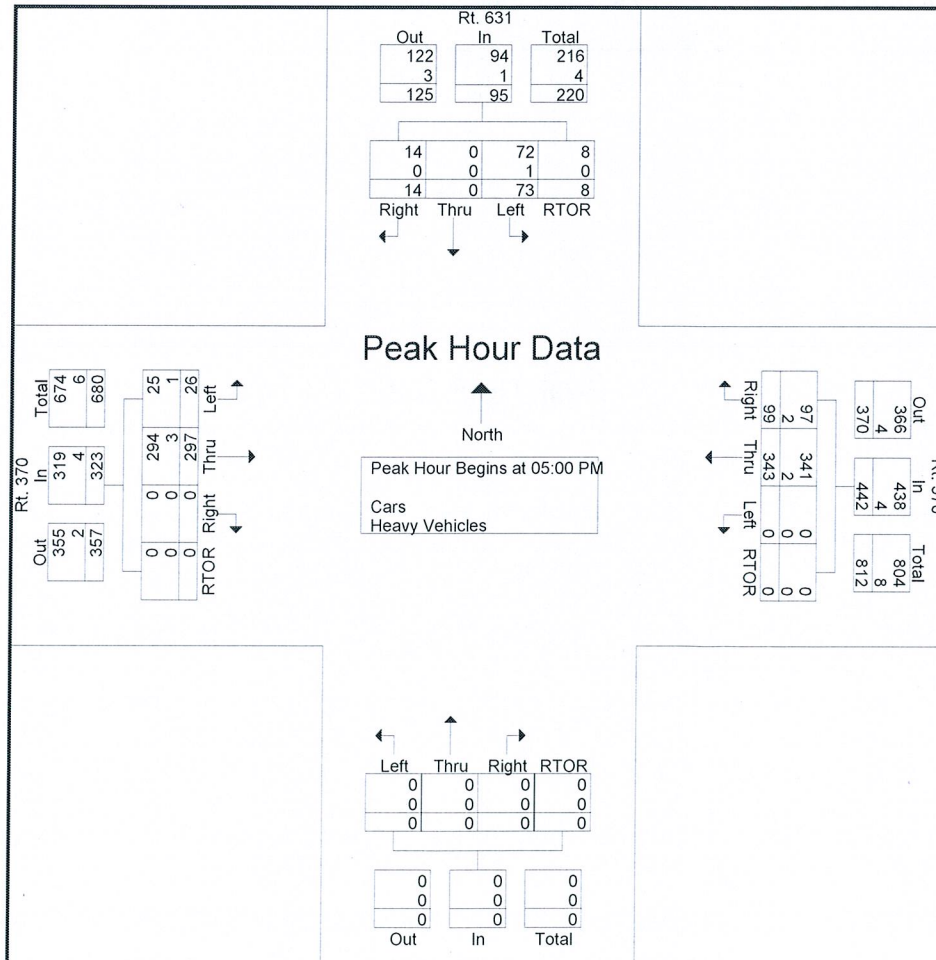 Rt. 631
Out In Total
122 94 216
3 1 4
125 95 220
14 0 72 8
0 0 1 0
14 0 73 8
Right Thru Left RTOR
Peak Hour Data
North
Peak Hour Begins at 05:00 PM
Cars
Heavy Vehicles
Rt. 370
Out In Total
355 319 674
2 4 6
357 323 680
RTOR Right Thru Left
0 0 294 25
0 0 3 1
0 0 297 26
Out In Total
366 438 804
4 4 8
370 442 812
97 341 0 0
2 2 0 0
99 343 0 0
Right Thru Left RTOR
Left Thru Right RTOR
0 0 0 0
0 0 0 0
0 0 0 0
0 0 0
0 0 0
0 0 0
Out In Total